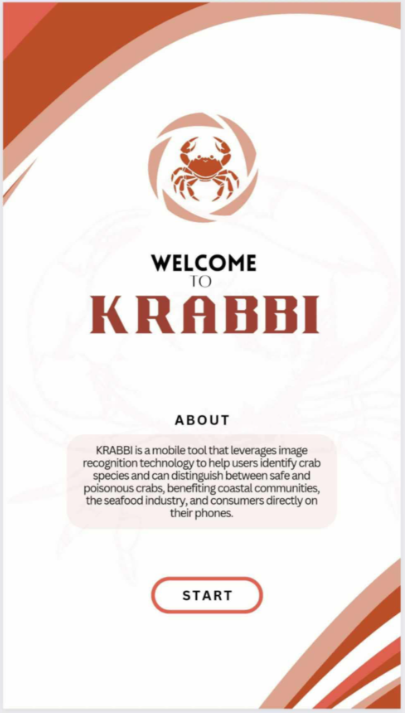 WELCOME
TO
KRABBI
ABOUT
KRABBI is a mobile tool that leverages image
recognition technology to help users identify crab
species and can distinguish between safe and
poisonous crabs, benefiting coastal communities,
the seafood industry, and consumers directly on
their phones.
START